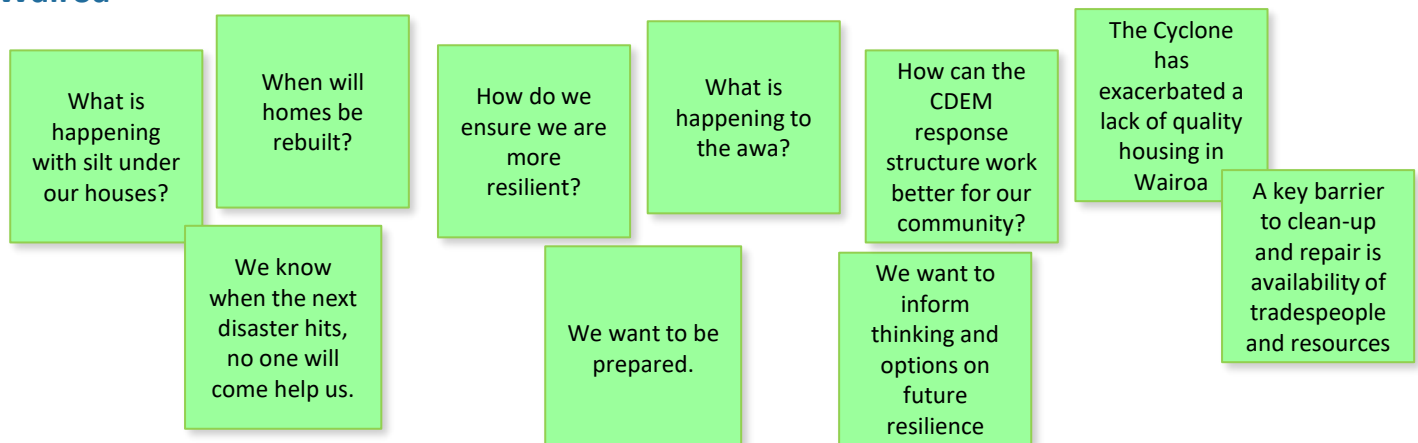 Wairoa
What is
happening
with silt under
our houses?
When will
homes be
rebuilt?
How do we
ensure we are
more
resilient?
What is
happening to
the awa?
How can the
CDEM
response
structure work
better for our
community?
The Cyclone
has
exacerbated a
lack of quality
housing in
Wairoa
A key barrier
to clean-up
and repair is
availability of
tradespeople
and resources
We know
when the next
disaster hits,
no one will
come help us.
We want to be
prepared.
We want to
inform
thinking and
options on
future
resilience